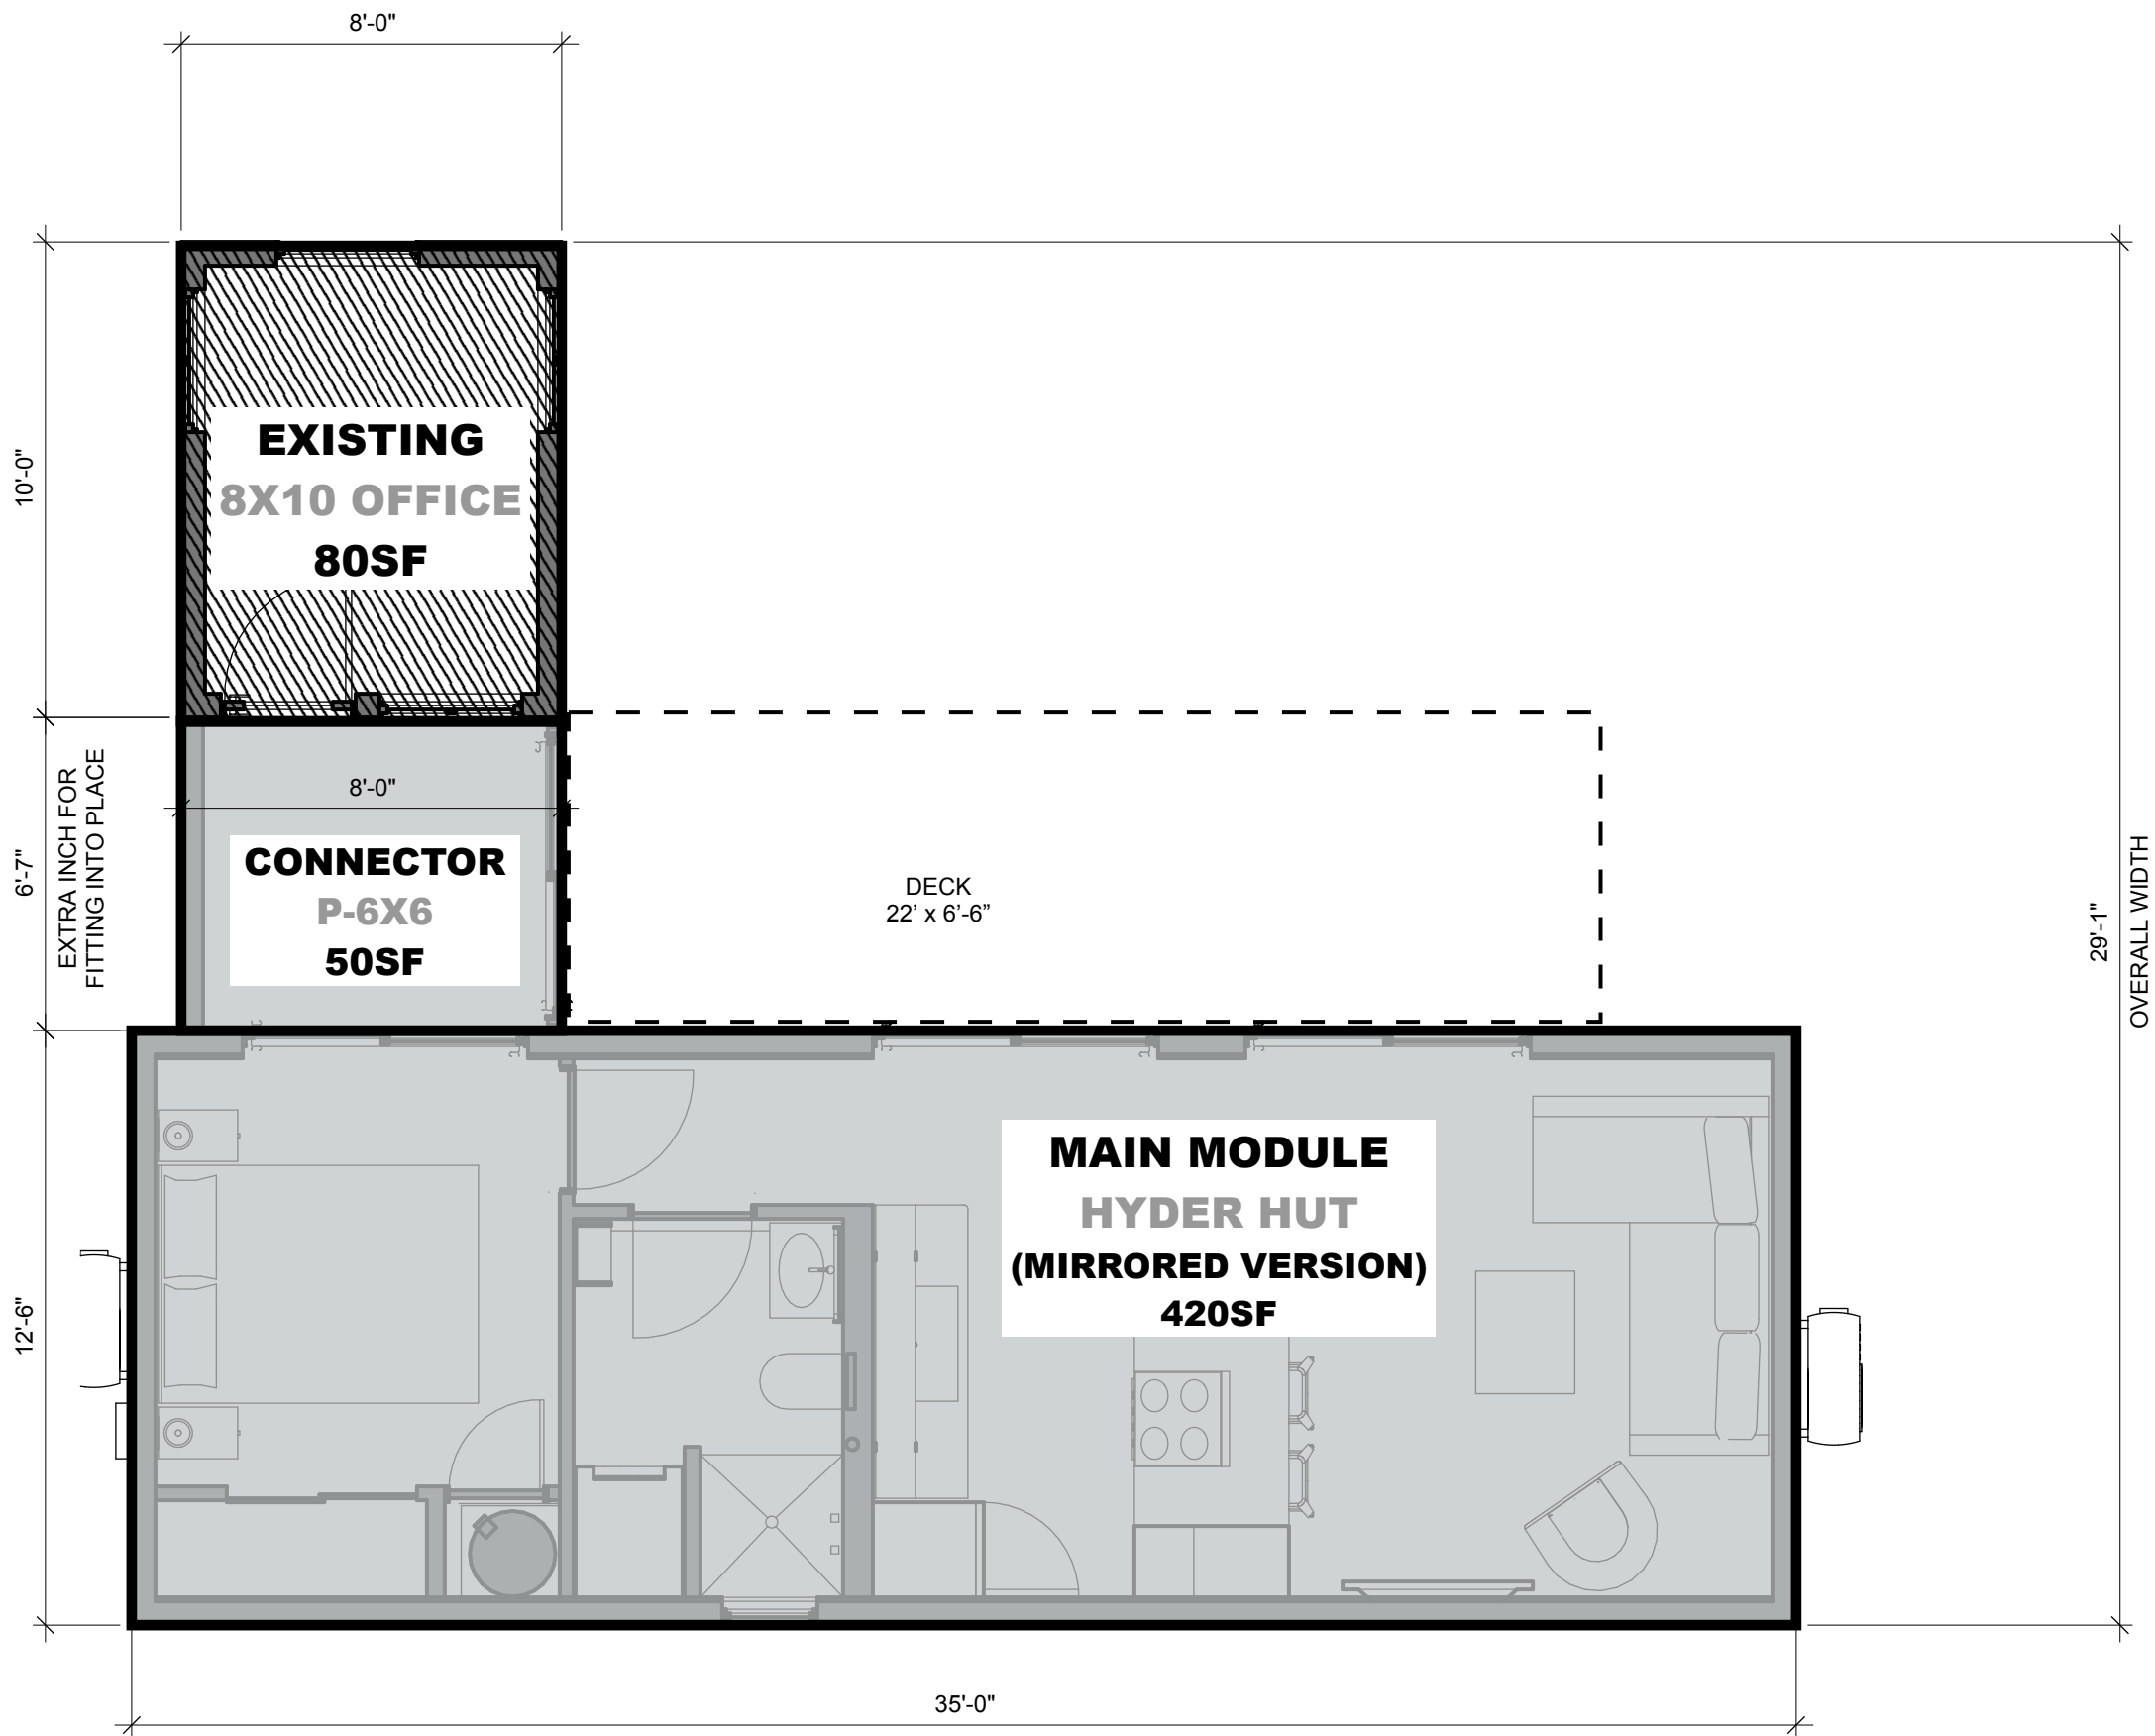 8'-0"
EXISTING
8X10 OFFICE
80SF
10'-0"
6'-7"
EXTRA INCH FOR
FITTING INTO PLACE
8'-0"
CONNECTOR
P-6X6
50SF
DECK
22’ x 6’-6”
29'-1"
OVERALL WIDTH
12'-6"
MAIN MODULE
HYDER HUT
(MIRRORED VERSION)
420SF
35'-0"